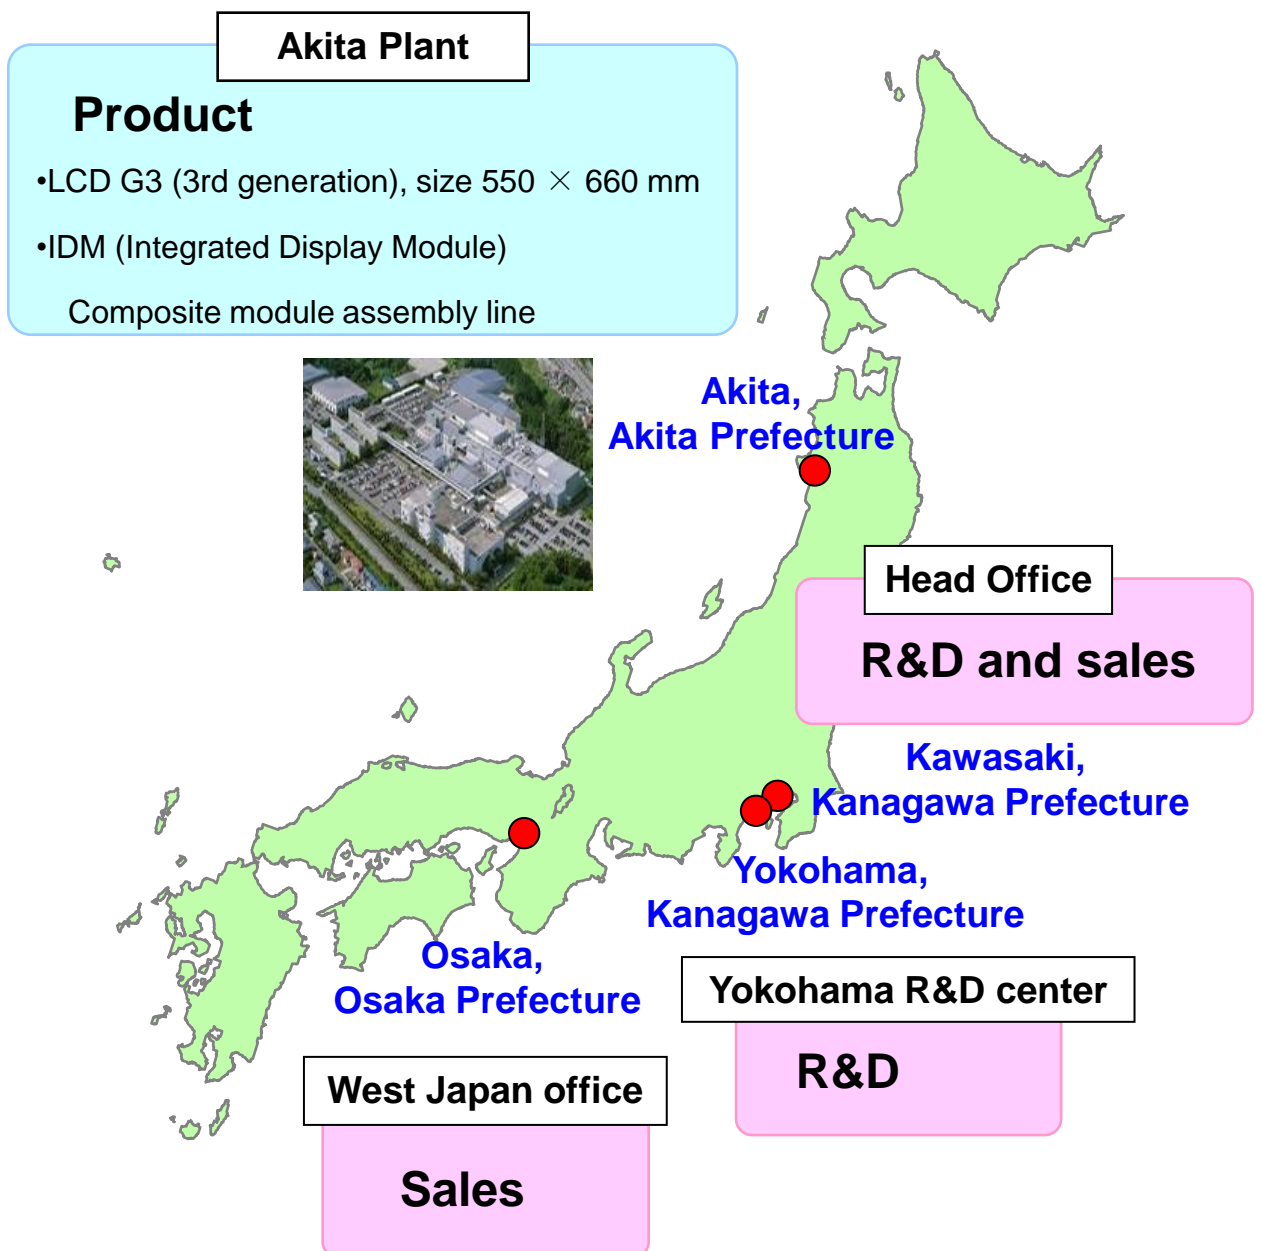 Akita Plant
Product
•LCD G3 (3rd generation), size 550 × 660 mm
•IDM (Integrated Display Module)
Composite module assembly line
Akita,
Akita Prefecture
Head Office
R&D and sales
Kawasaki,
Kanagawa Prefecture
Yokohama,
Kanagawa Prefecture
Yokohama R&D center
R&D
Osaka,
Osaka Prefecture
West Japan office
Sales